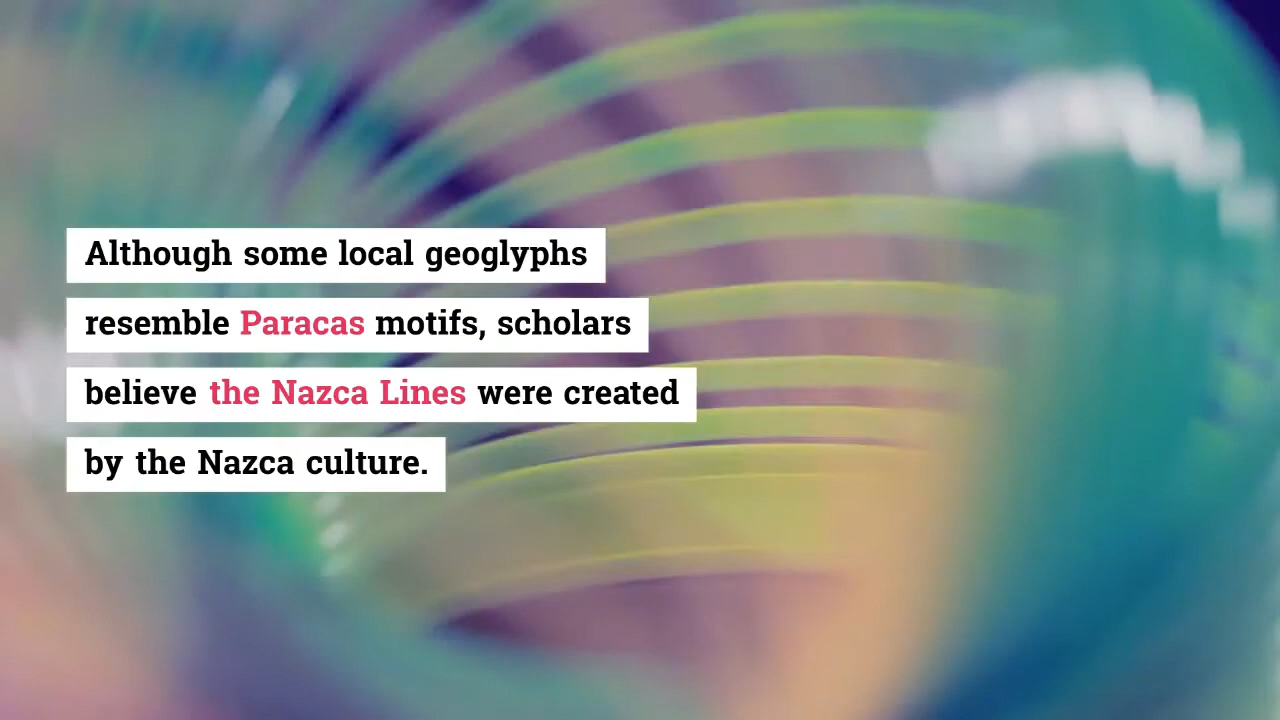 Although some local geoglyphs
resemble Paracas motifs, scholars
believe the Nazca Lines were created
by the Nazca culture.